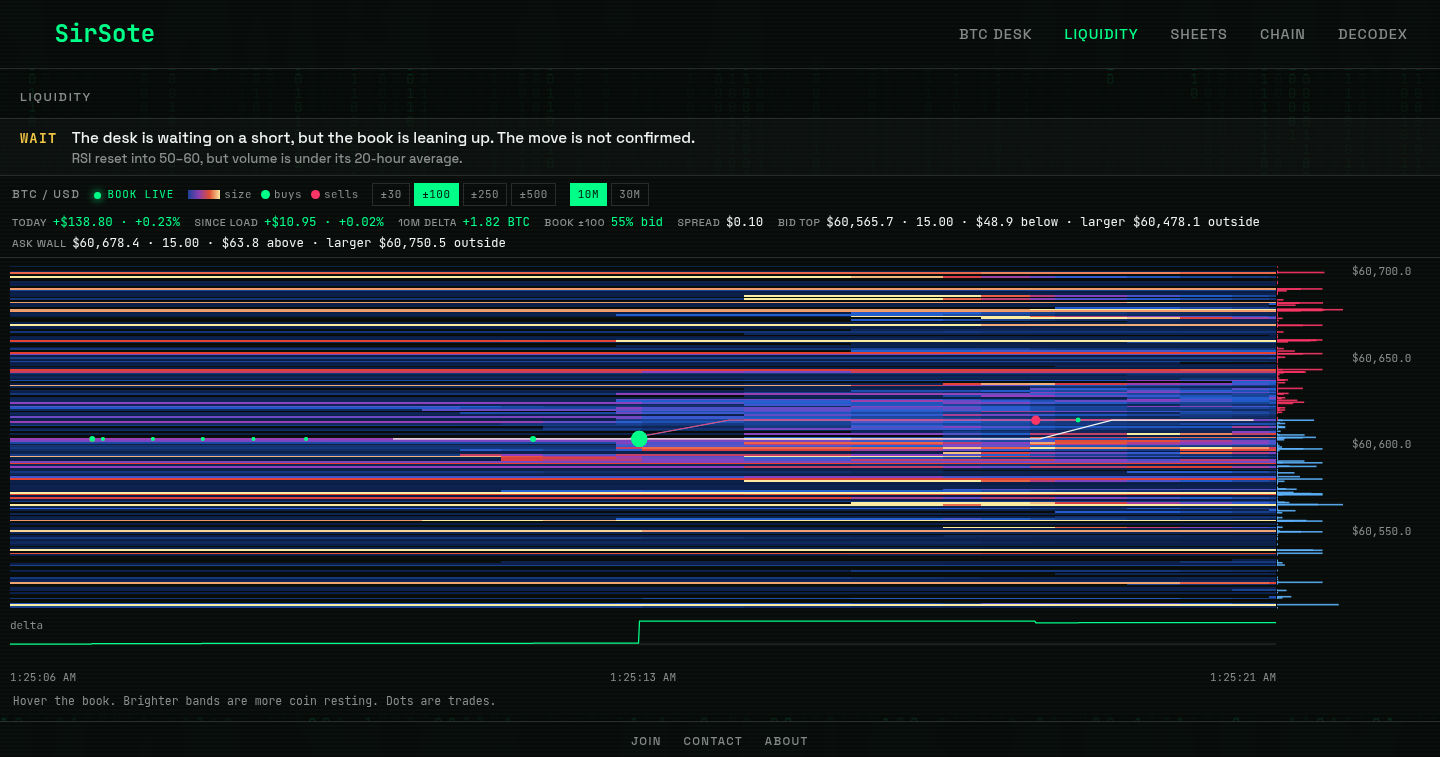 SirSote
BTC DESK LIQUIDITY SHEETS CHAIN DECODEX
LIQUIDITY
WAIT The desk is waiting on a short, but the book is leaning up. The move is not confirmed.
RSI reset into 50–60, but volume is under its 20-hour average.
BTC / USD BOOK LIVE size buys sells ±30 ±100 ±250 ±500 10M 30M
TODAY +$138.80 · +0.23% SINCE LOAD +$10.95 · +0.02% 10M DELTA +1.82 BTC BOOK ±100 55% bid SPREAD $0.10 BID TOP $60,565.7 · 15.00 · $48.9 below · larger $60,478.1 outside
ASK WALL $60,678.4 · 15.00 · $63.8 above · larger $60,750.5 outside
$60,700.0
$60,650.0
$60,600.0
$60,550.0
delta
1:25:06 AM 1:25:13 AM 1:25:21 AM
Hover the book. Brighter bands are more coin resting. Dots are trades.
JOIN CONTACT ABOUT